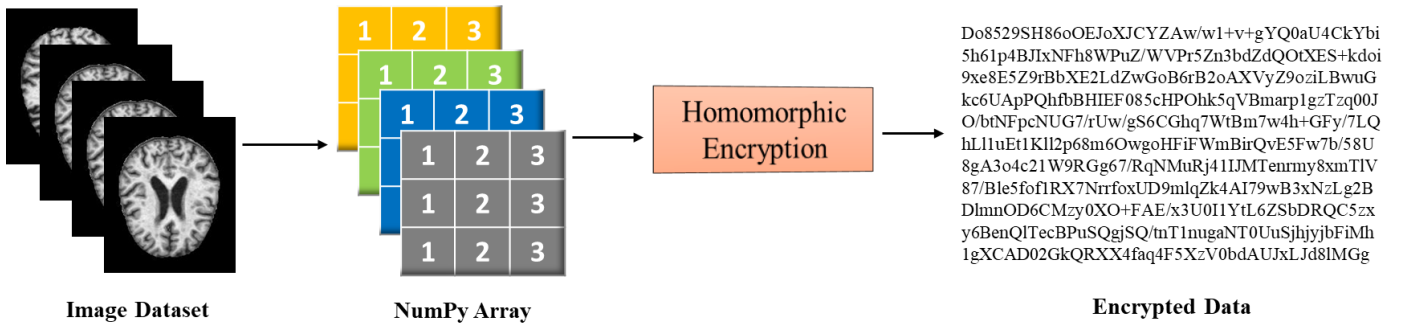 1 2 3
1 2 3
1 2 3
1 2 3
1 2 3
1 2 3
Homomorphic
Encryption
Do8529SH86oOEJoXJCYZAw/w1+v+gYQ0aU4CkYbi
5h61p4BJIxNFh8WPuZ/WVPr5Zn3bdZdQOtXES+kdoi
9xe8E5Z9rBbXE2LdZwGoB6rB2oAXVyZ9oziLBwuG
kc6UApPQhfbBHIEF085cHPOhk5qVBmarp1gzTzq00J
O/btNFpcNUG7/rUw/gS6CGhq7WtBm7w4h+GFy/7LQ
hLl1uEt1Kll2p68m6OwgoHFiFWmBirQvE5Fw7b/58U
8gA3o4c21W9RGg67/RqNMuRj41IJMTenrmy8xmTlV
87/Ble5fof1RX7NrrfoxUD9mlqZk4AI79wB3xNzLg2B
DlmnOD6CMzy0XO+FAE/x3U0I1YtL6ZSbDRQC5zx
y6BenQlTecBPuSQgjSQ/tnT1nugaNT0UuSjhjyjbFiMh
1gXCAD02GkQRXX4faq4F5XzV0bdAUJxLJd8lMGg
Image Dataset
NumPy Array
Encrypted Data